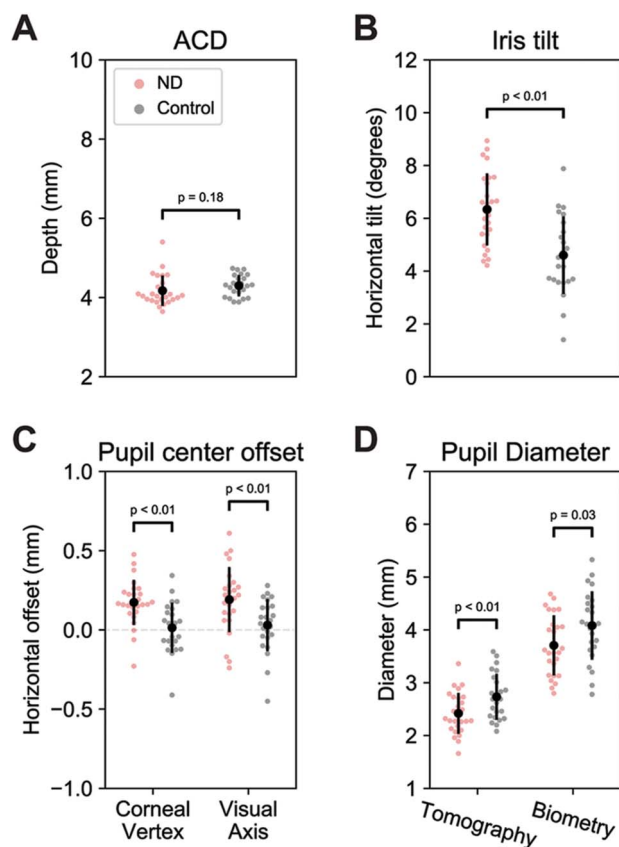 A
ACD
10
8
6
4
2
Depth (mm)
ND
Control
p = 0.18
B
Iris tilt
12
10
8
6
4
2
0
Horizontal tilt (degrees)
p < 0.01
C
Pupil center offset
1.0
0.5
0.0
−0.5
−1.0
Horizontal offset (mm)
p < 0.01
p < 0.01
Corneal
Vertex
Visual
Axis
D
Pupil Diameter
7
6
5
4
3
2
1
Diameter (mm)
p < 0.01
p = 0.03
Tomography
Biometry